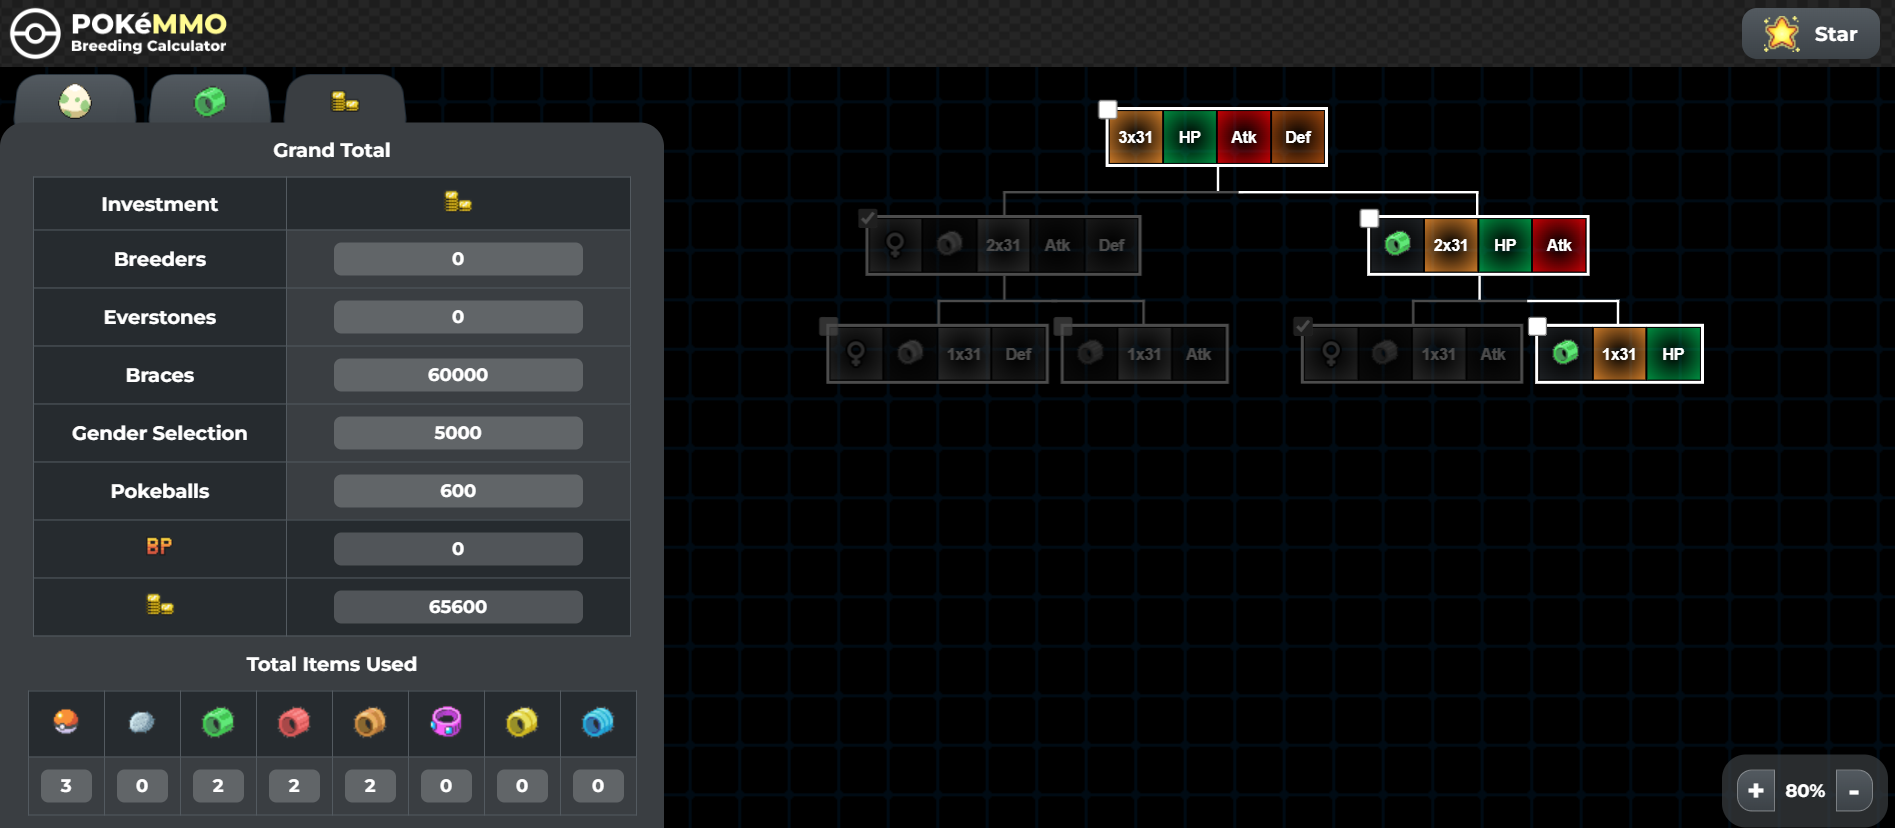 POKéMMO
Breeding Calculator
Star
Grand Total
Investment
Breeders 0
Everstones 0
Braces 60000
Gender Selection 5000
Pokeballs 600
BP 0
65600
Total Items Used
3 0 2 2 2 0 0 0
3x31 HP Atk Def
2x31 Atk Def
2x31 HP Atk
1x31 Def
1x31 Atk
1x31 Atk
1x31 HP
+ 80% -